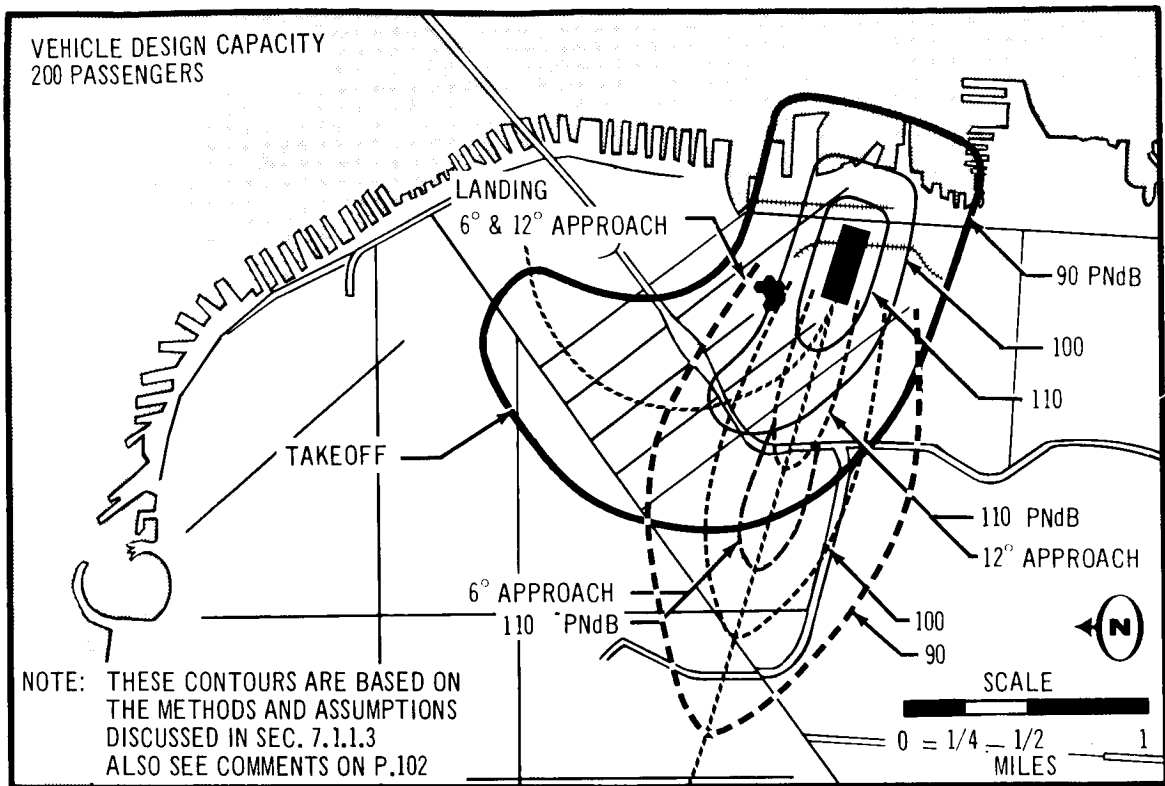 VEHICLE DESIGN CAPACITY
200 PASSENGERS
LANDING
6° & 12° APPROACH
90 PNdB
100
110
TAKEOFF
110 PNdB
12° APPROACH
6° APPROACH
110 PNdB
100
90
N
NOTE: THESE CONTOURS ARE BASED ON
THE METHODS AND ASSUMPTIONS
DISCUSSED IN SEC. 7.1.1.3
ALSO SEE COMMENTS ON P.102
SCALE
0 = 1/4 - 1/2 1
MILES